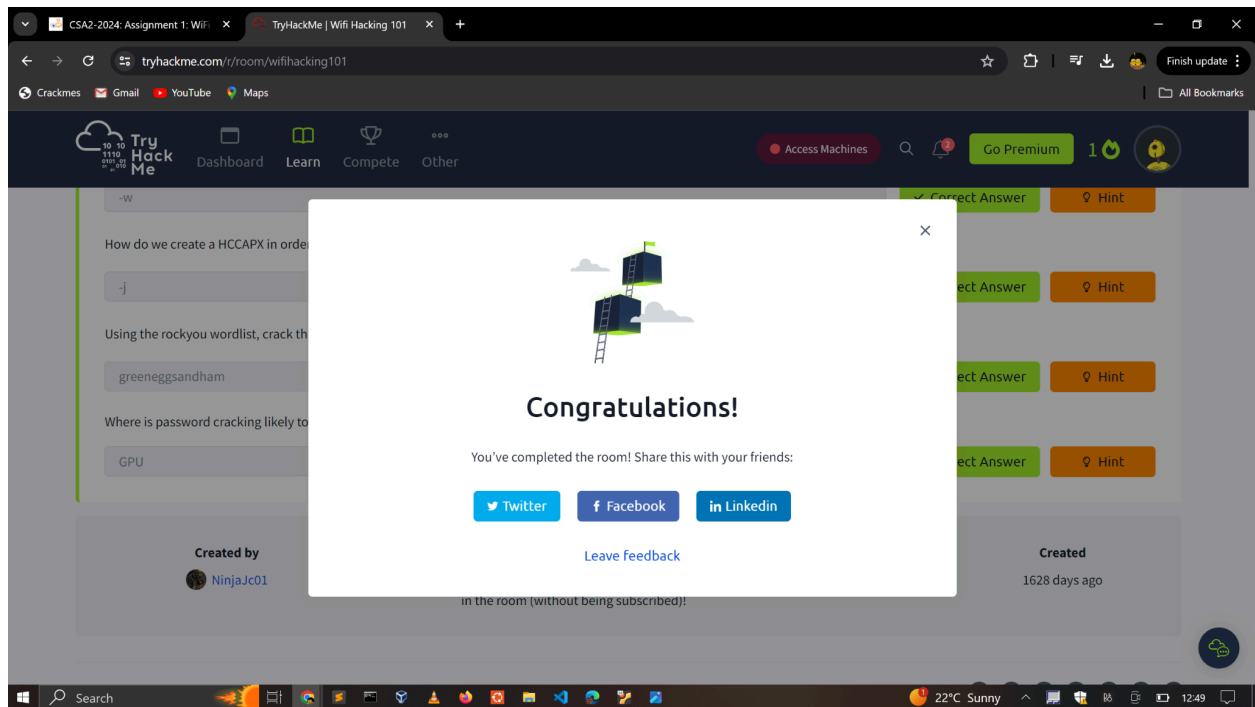 CSA2-2024: Assignment 1: WiFi
TryHackMe | Wifi Hacking 101
tryhackme.com/r/room/wifihacking101
Finish update
Crackmes
Gmail
YouTube
Maps
All Bookmarks
Try
Hack
Me
Dashboard
Learn
Compete
Other
Access Machines
2
Go Premium
1
-w
Correct Answer
Hint
How do we create a HCCAPX in order
-j
ect Answer
Hint
Using the rockyou wordlist, crack th
greeneggsandham
ect Answer
Hint
Where is password cracking likely to
GPU
ect Answer
Hint
Congratulations!
You've completed the room! Share this with your friends:
Twitter
Facebook
in Linkedin
Leave feedback
Created by
NinjaJc01
in the room (without being subscribed)!
Created
1628 days ago
Search
22°C Sunny
12:49